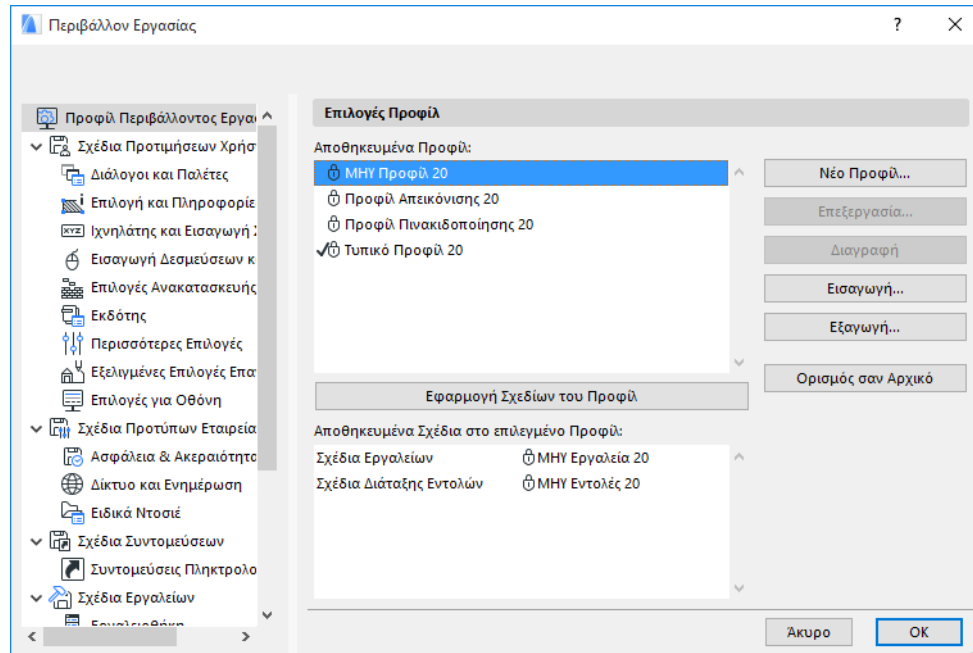 Περιβάλλον Εργασίας
?
Προφίλ Περιβάλλοντος Εργα
Σχέδια Προτιμήσεων Χρήσ
Διάλογοι και Παλέτες
Επιλογή και Πληροφορίε
XYZ Ιχνηλάτης και Εισαγωγή
Εισαγωγή Δεσμεύσεων κ
Επιλογές Ανακατασκευής
Εκδότης
Περισσότερες Επιλογές
Εξελιγμένες Επιλογές Επα
Επιλογές για Οθόνη
Σχέδια Προτύπων Εταιρεία
Ασφάλεια & Ακεραιότητα
Δίκτυο και Ενημέρωση
Ειδικά Ντοσιέ
Σχέδια Συντομεύσεων
Συντομεύσεις Πληκτρολο
Σχέδια Εργαλείων
Επιλογές Προφίλ
Αποθηκευμένα Προφίλ:
ΜΗΥ Προφίλ 20
Προφίλ Απεικόνισης 20
Προφίλ Πινακιδοποίησης 20
Τυπικό Προφίλ 20
Νέο Προφίλ...
Επεξεργασία...
Διαγραφή
Εισαγωγή...
Εξαγωγή...
Ορισμός σαν Αρχικό
Εφαρμογή Σχεδίων του Προφίλ
Αποθηκευμένα Σχέδια στο επιλεγμένο Προφίλ:
Σχέδια Εργαλείων ΜΗΥ Εργαλεία 20
Σχέδια Διάταξης Εντολών ΜΗΥ Εντολές 20
Άκυρο
OK